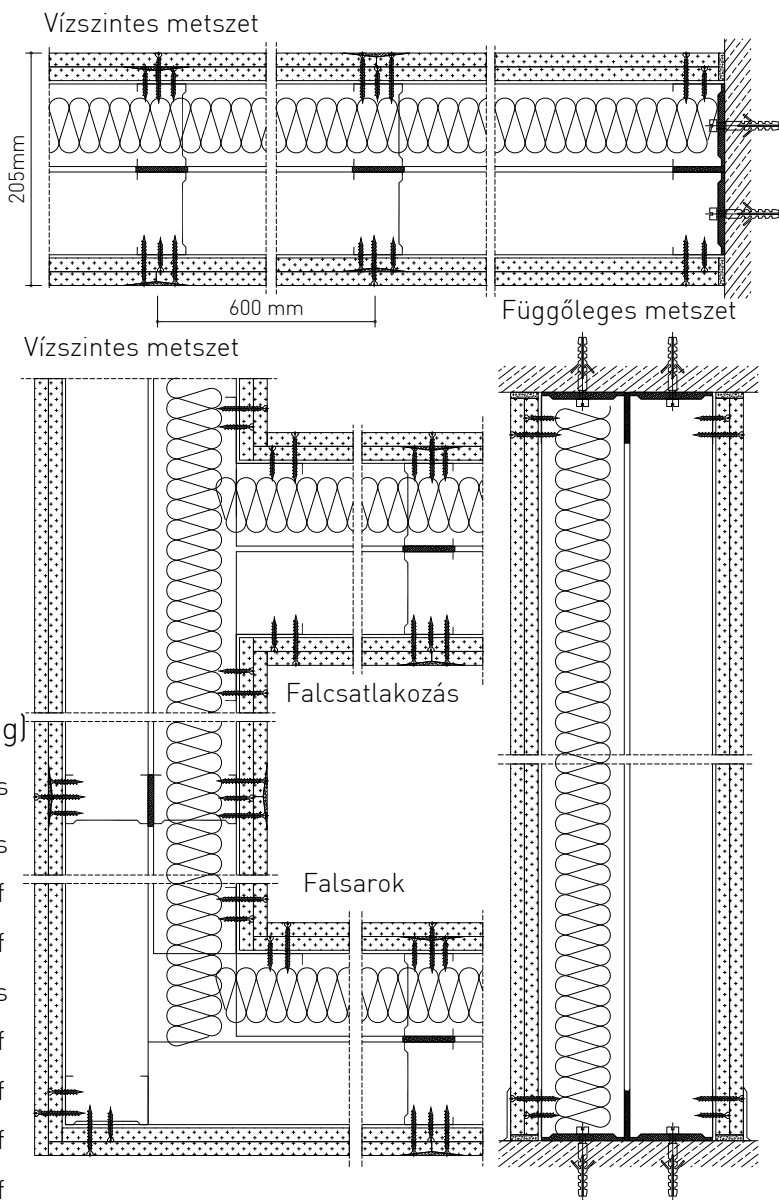 Vízszintes metszet
205mm
600 mm
Függőleges metszet
Vízszintes metszet
Falcsatlakozás
g)
s
s
f
Falsarok
f
s
f
f
f
f